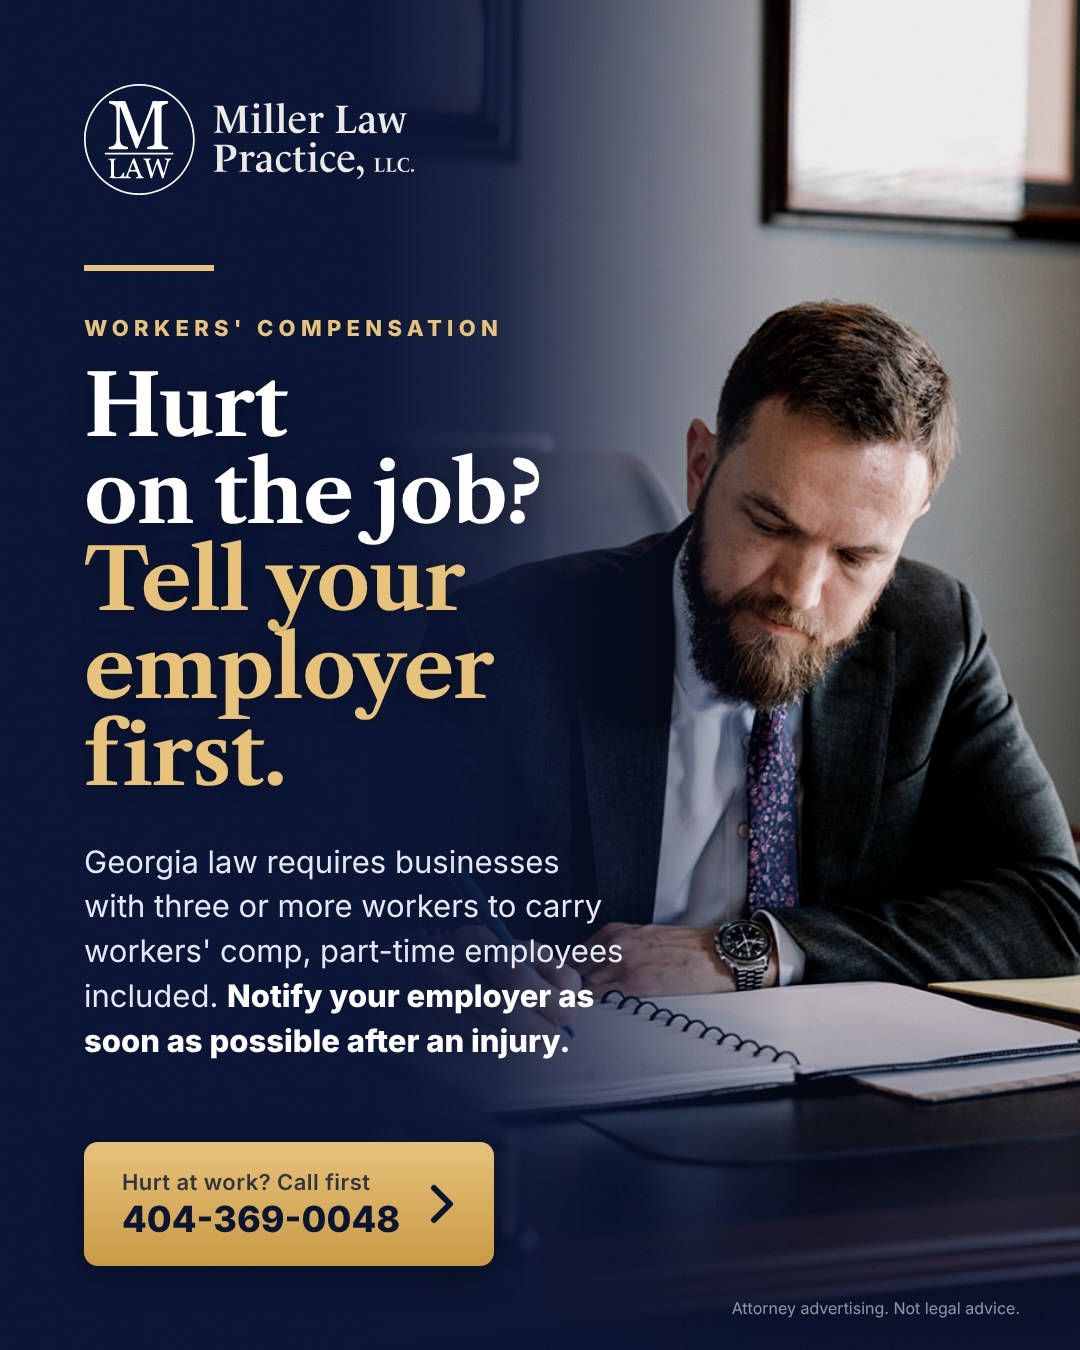 M
LAW
Miller Law
Practice, LLC.
WORKERS' COMPENSATION
Hurt
on the job?
Tell your
employer
first.
Georgia law requires businesses
with three or more workers to carry
workers' comp, part-time employees
included. Notify your employer as
soon as possible after an injury.
Hurt at work? Call first
404-369-0048
Attorney advertising. Not legal advice.